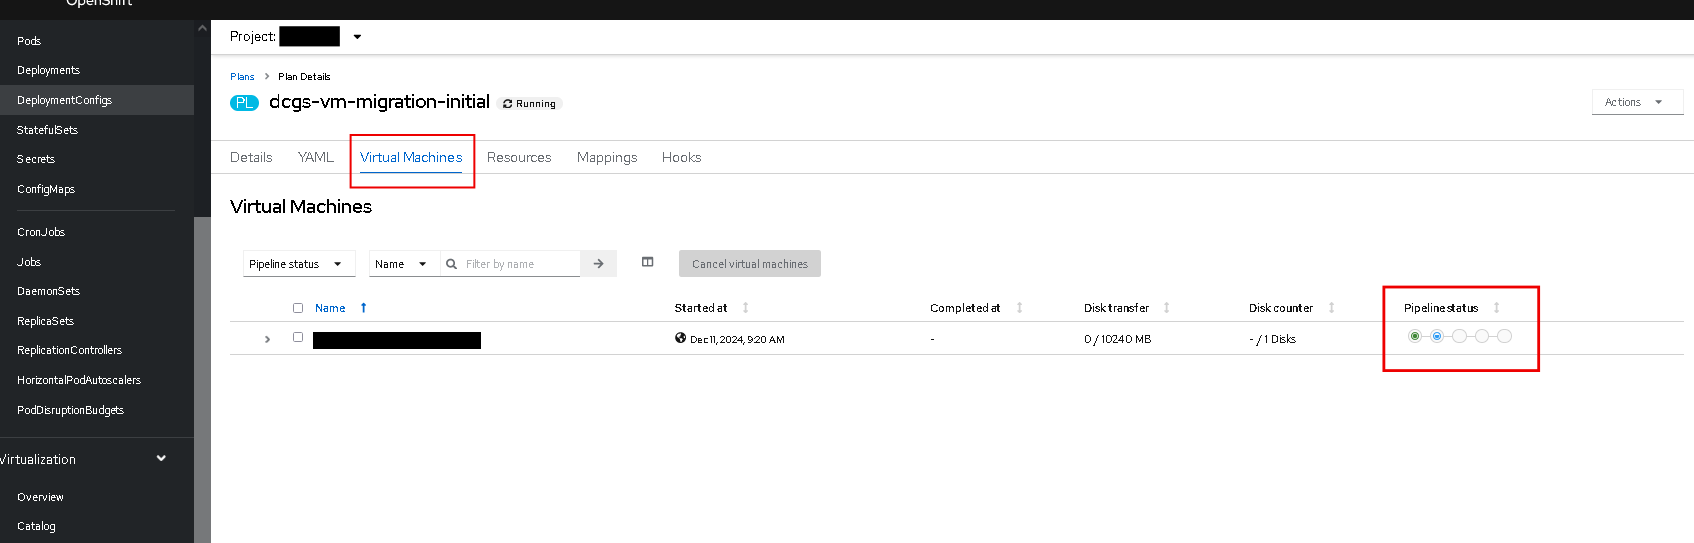 OpenShift
Pods
Deployments
DeploymentConfigs
StatefulSets
Secrets
ConfigMaps
CronJobs
Jobs
DaemonSets
ReplicaSets
ReplicationControllers
HorizontalPodAutoscalers
PodDisruptionBudgets
Virtualization
Overview
Catalog
Project:
Plans > Plan Details
PL dcgs-vm-migration-initial Running
Actions
Details YAML Virtual Machines Resources Mappings Hooks
Virtual Machines
Pipeline status Name Filter by name Cancel virtual machines
Name Started at Completed at Disk transfer Disk counter Pipeline status
Dec 11, 2024, 9:20 AM - 0 / 10240 MB - / 1 Disks